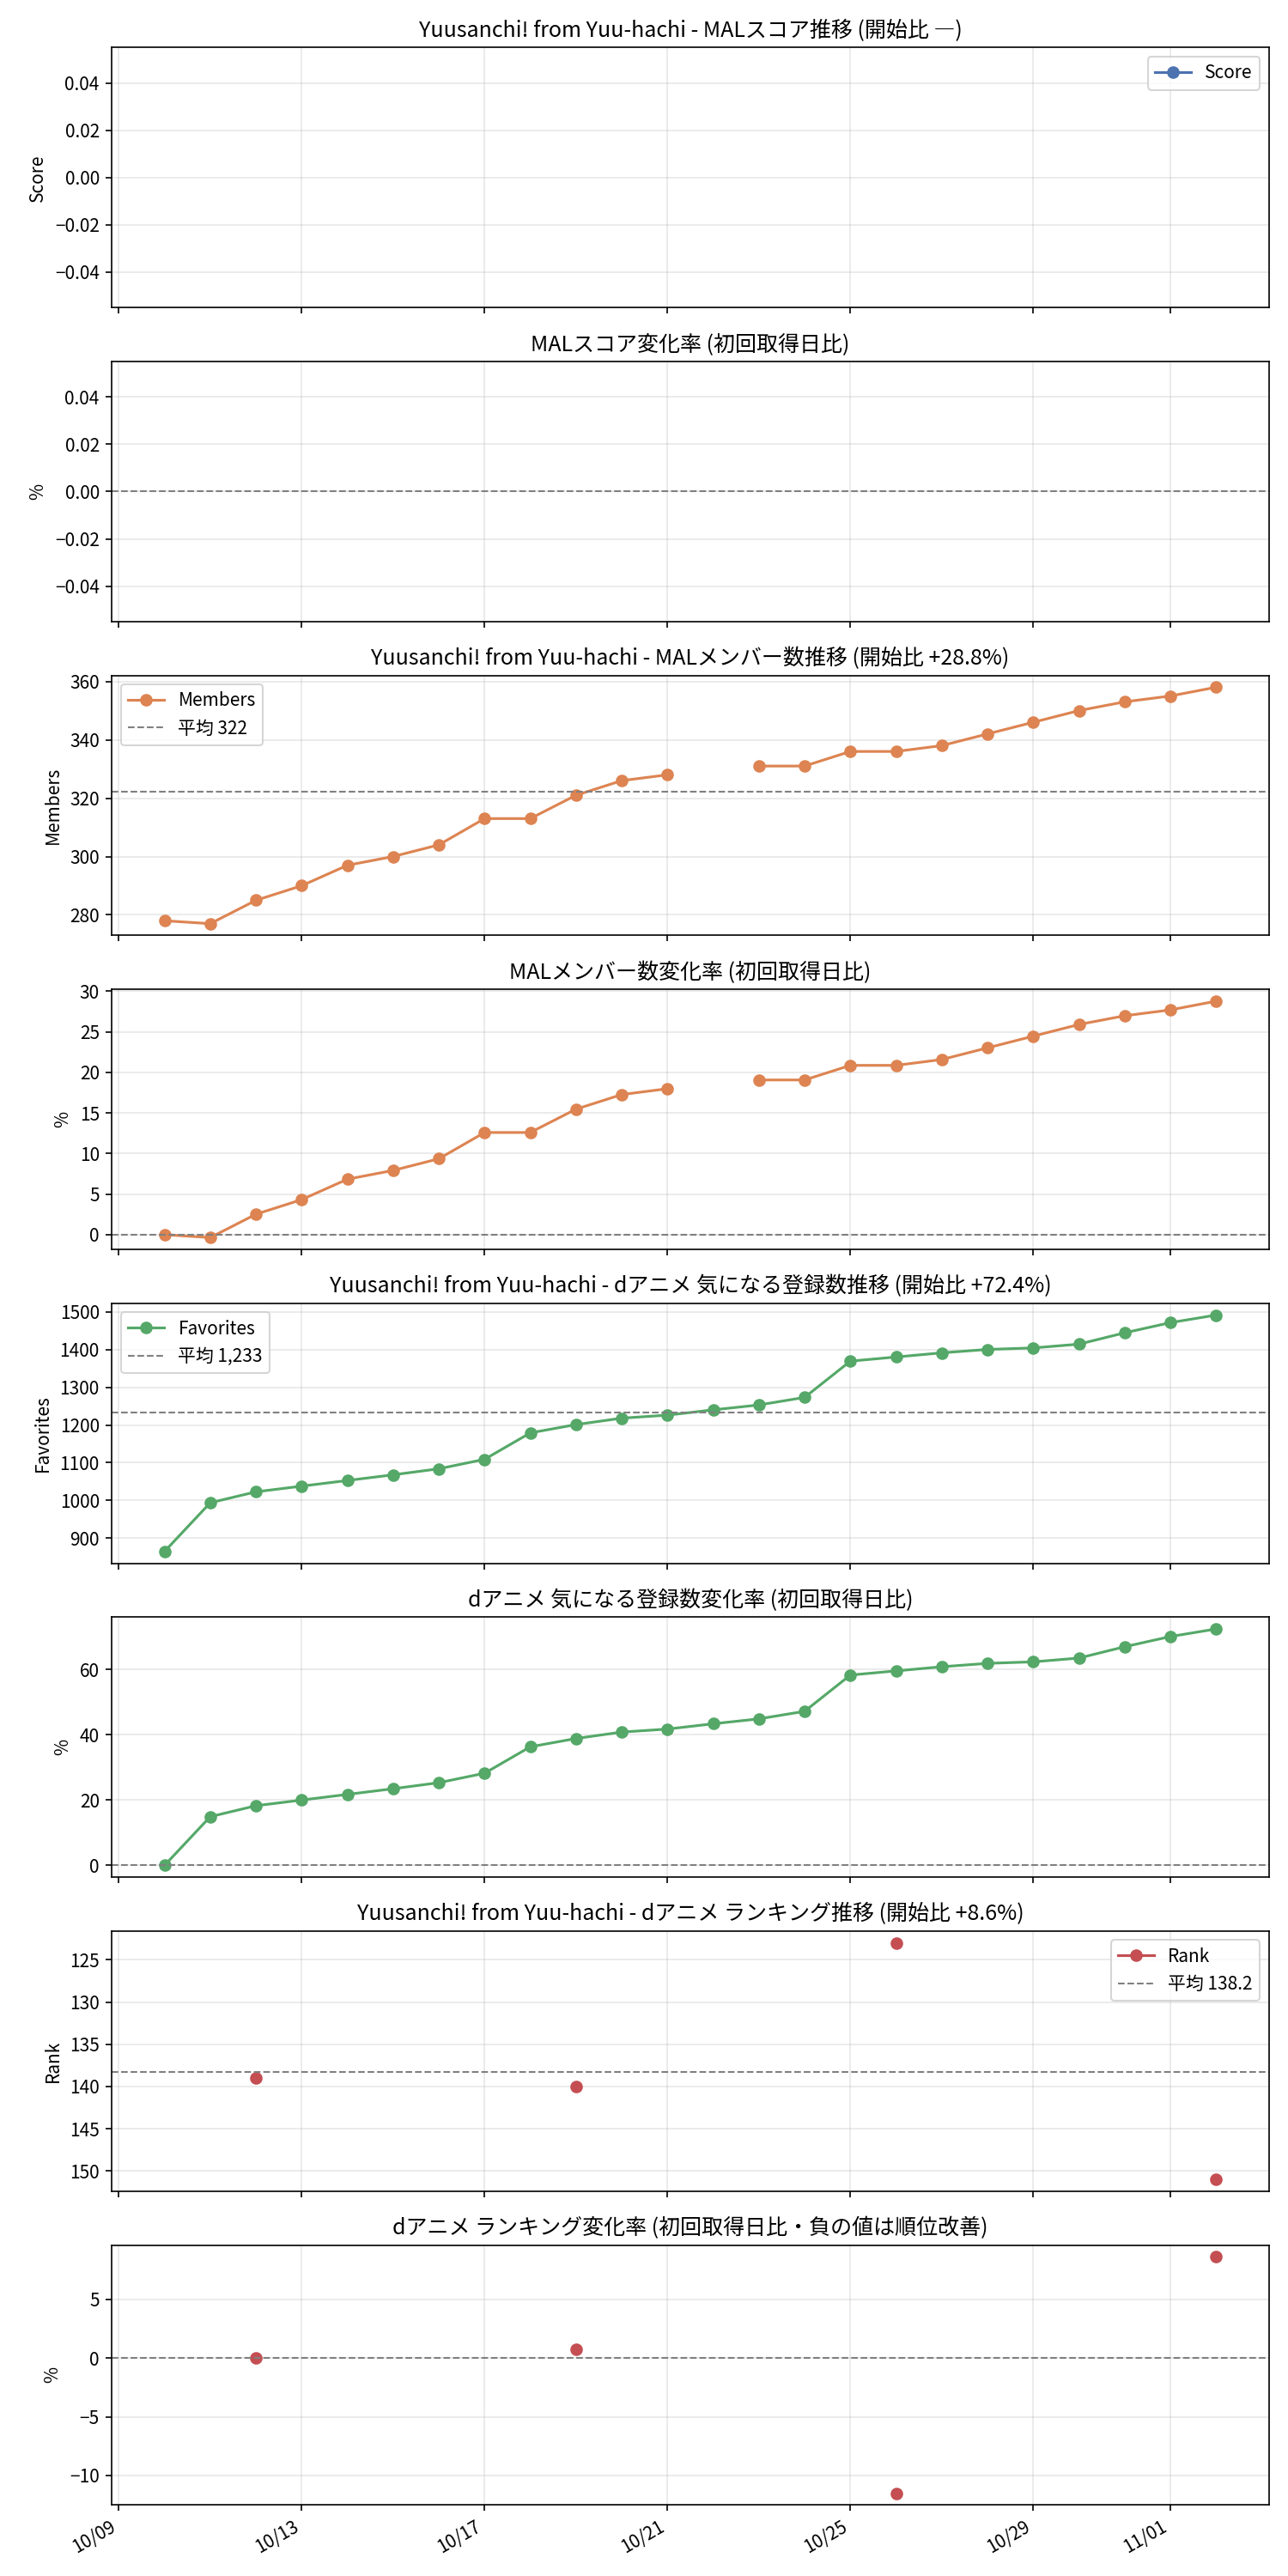 Yuusanchi! from Yuu-hachi - MALスコア推移 (開始比 —)
Score
0.04
0.02
0.00
−0.02
−0.04
Score
MALスコア変化率 (初回取得日比)
0.04
0.02
0.00
−0.02
−0.04
%
Yuusanchi! from Yuu-hachi - MALメンバー数推移 (開始比 +28.8%)
Members
平均 322
360
340
320
300
280
Members
MALメンバー数変化率 (初回取得日比)
30
25
20
15
10
5
0
%
Yuusanchi! from Yuu-hachi - dアニメ 気になる登録数推移 (開始比 +72.4%)
Favorites
平均 1,233
1500
1400
1300
1200
1100
1000
900
Favorites
dアニメ 気になる登録数変化率 (初回取得日比)
60
40
20
0
%
Yuusanchi! from Yuu-hachi - dアニメ ランキング推移 (開始比 +8.6%)
Rank
平均 138.2
125
130
135
140
145
150
Rank
dアニメ ランキング変化率 (初回取得日比・負の値は順位改善)
5
0
−5
−10
%
10/09
10/13
10/17
10/21
10/25
10/29
11/01